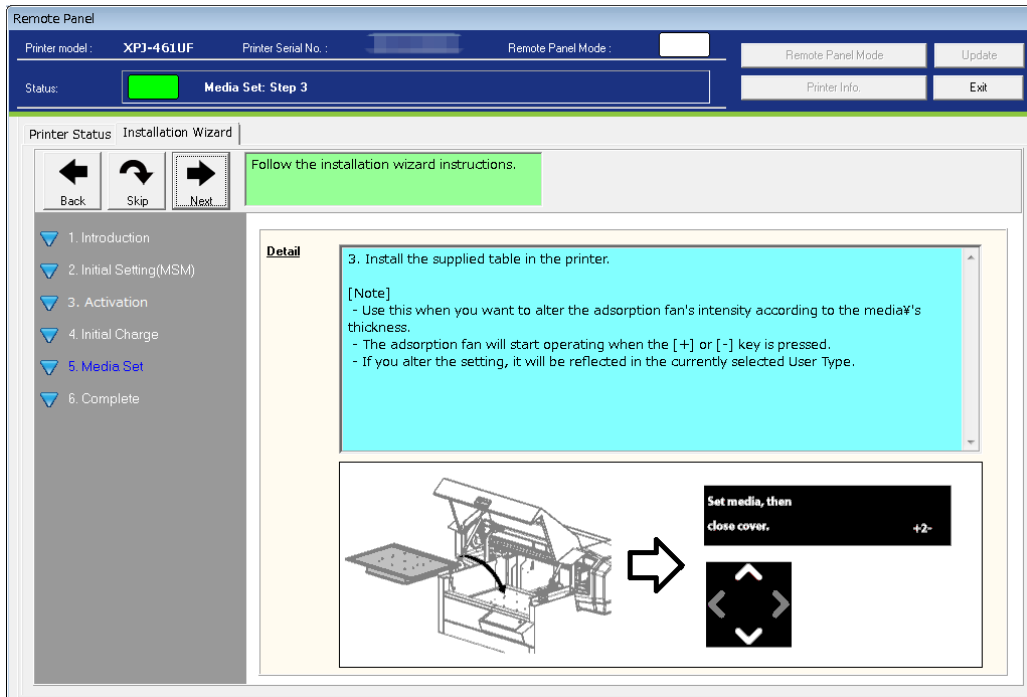 Remote Panel
Printer model : XPJ-461UF Printer Serial No. : Remote Panel Mode :
Remote Panel Mode Update
Status: Media Set: Step 3
Printer Info. Exit
Printer Status Installation Wizard
Back Skip Next
Follow the installation wizard instructions.
1. Introduction
2. Initial Setting(MSM)
3. Activation
4. Initial Charge
5. Media Set
6. Complete
Detail
3. Install the supplied table in the printer.
[Note]
- Use this when you want to alter the adsorption fan's intensity according to the media¥'s
thickness.
- The adsorption fan will start operating when the [+] or [-] key is pressed.
- If you alter the setting, it will be reflected in the currently selected User Type.
Set media, then
close cover. +2-